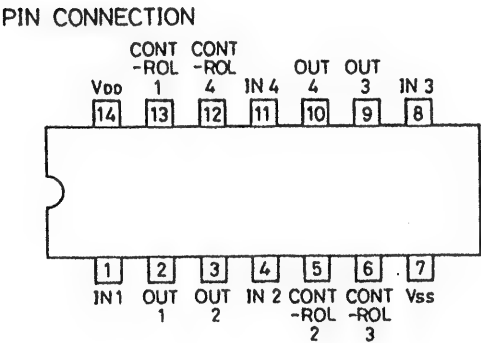 PIN CONNECTION
CONT CONT
-ROL -ROL OUT OUT
VDD 1 4 IN 4 4 3 IN 3
14 13 12 11 10 9 8
1 2 3 4 5 6 7
IN 1 OUT OUT IN 2 CONT CONT VSS
1 2 -ROL -ROL
2 3